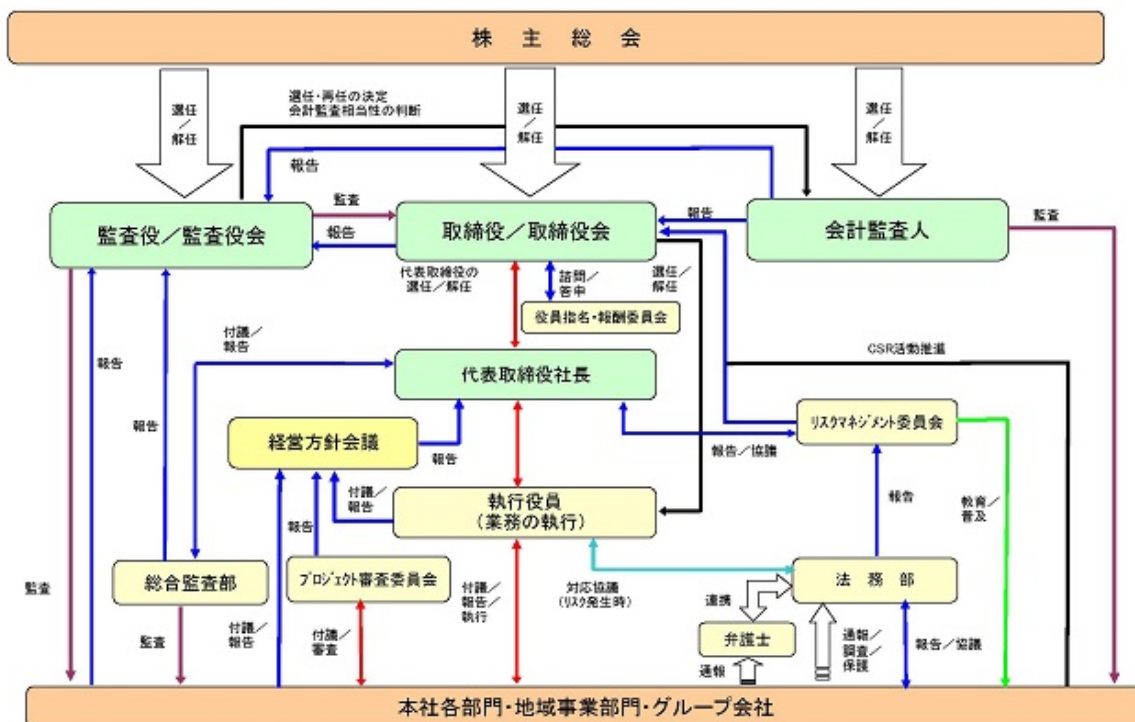 株主総会
選任
／
解任
選任・再任の決定
会計監査相当性の判断
選任
／
解任
選任
／
解任
報告
監査役／監査役会
監査
報告
取締役／取締役会
報告
会計監査人
監査
代表取締役の
選任／解任
諮問／
答申
選任／
解任
役員指名・報酬委員会
付議／
報告
報告
報告
代表取締役社長
CSR活動推進
経営方針会議
報告
報告／協議
リスクマネジメント委員会
付議／
報告
報告
執行役員
（業務の執行）
報告
教育／
普及
監査
総合監査部
プロジェクト審査委員会
付議／
報告／
執行
対応協議
（リスク発生時）
法務部
連携
監査
付議／
報告
付議／
審査
弁護士
通報
通報／
調査／
保護
報告／協議
本社各部門・地域事業部門・グループ会社